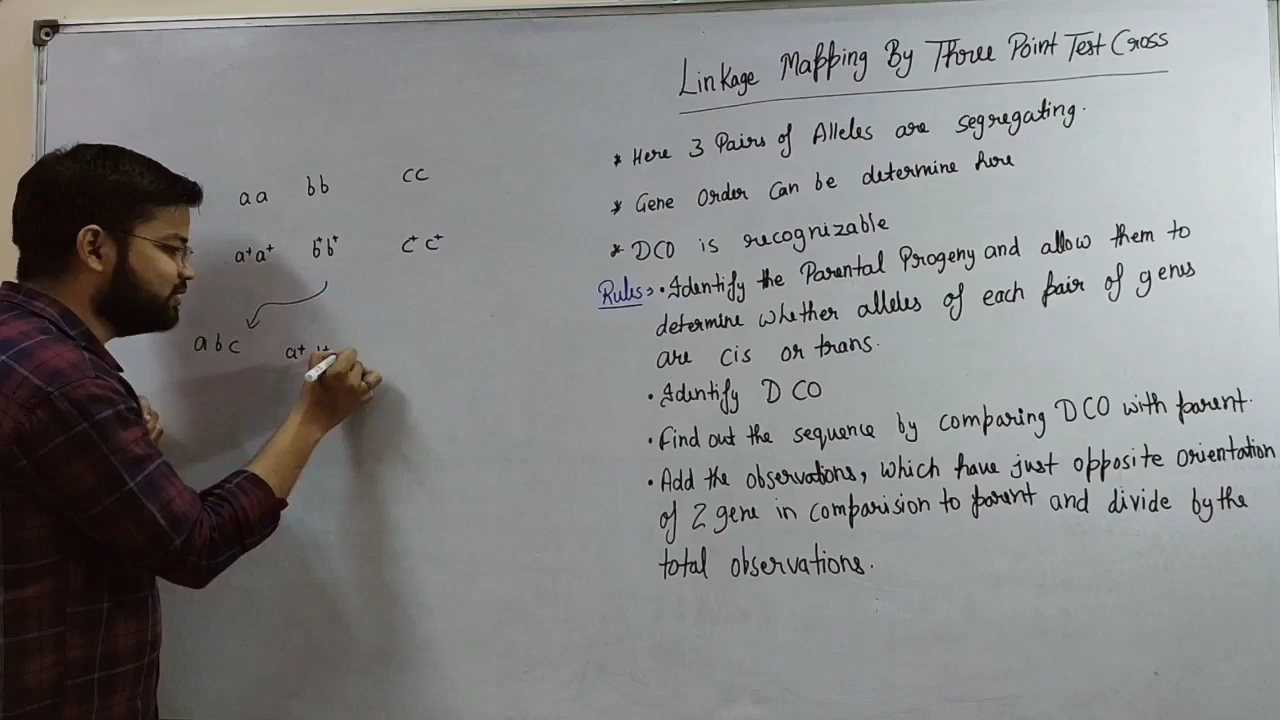 Linkage Mapping By Three Point Test Cross
* Here 3 Pairs of Alleles are segregating.
* Gene Order Can be determine here
* DCO is recognizable
Rules:- • Identify the Parental Progeny and allow them to
determine whether alleles of each pair of genes
are cis or trans.
• Identify DCO
• Find out the sequence by comparing DCO with parent.
• Add the observations, which have just opposite orientation
of 2 gene in comparision to parent and divide by the
total observations.
aa bb cc
a⁺a⁺ b⁺b⁺ c⁺c⁺
abc a⁺